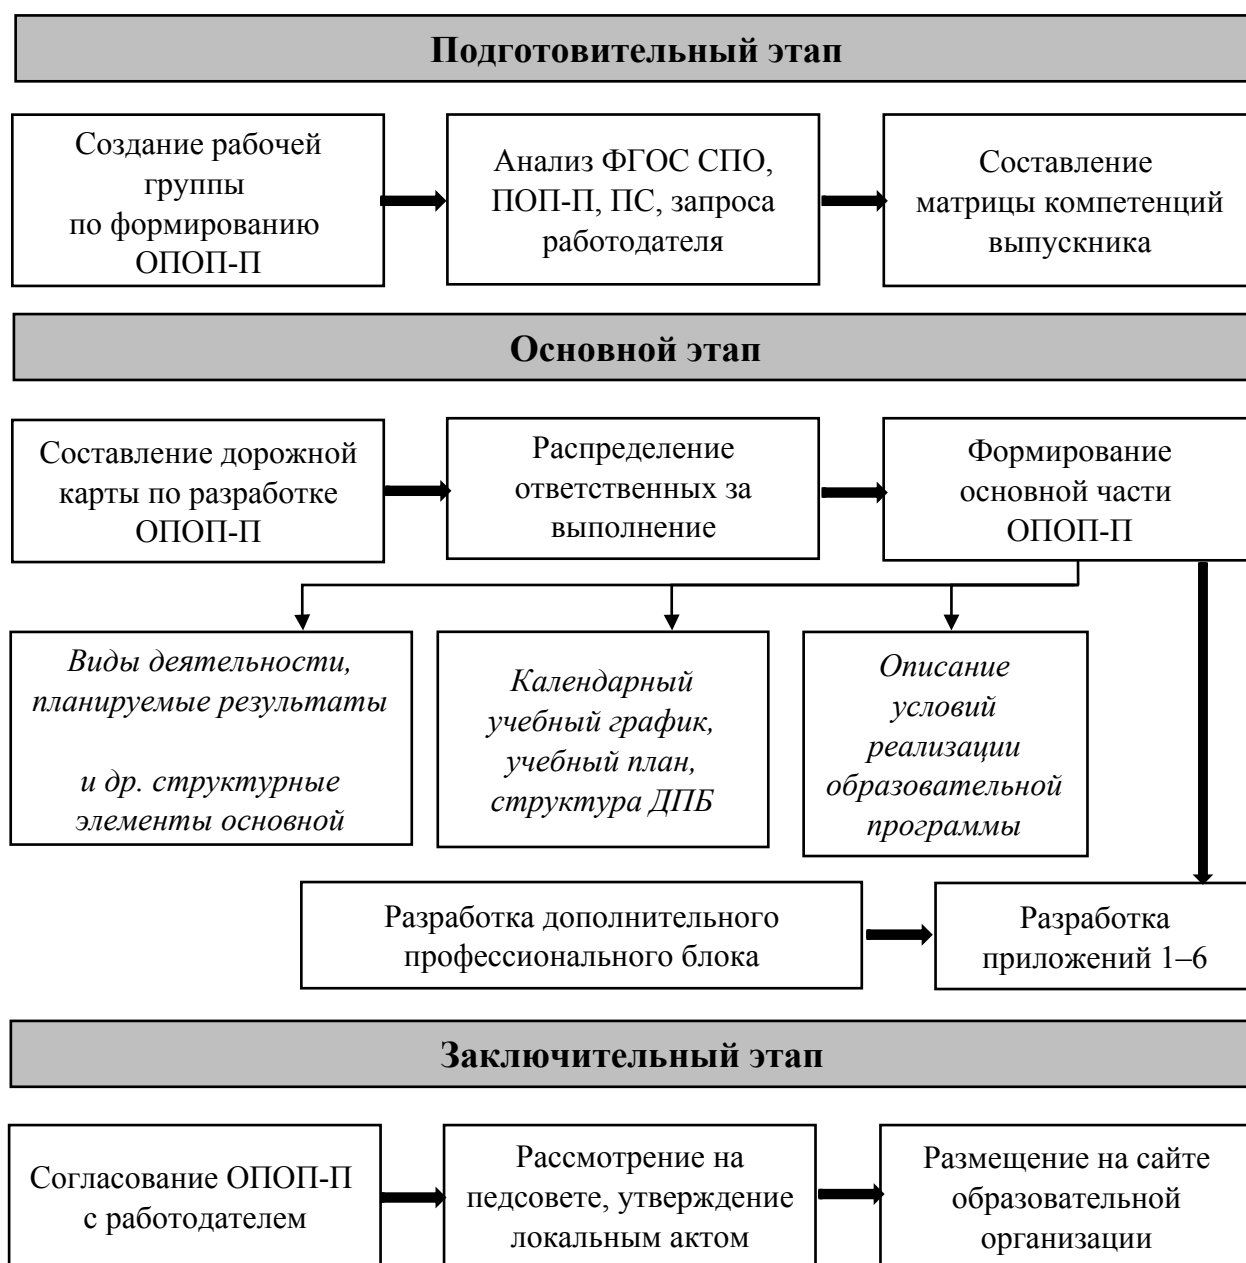 Подготовительный этап
Создание рабочей
группы
по формированию
ОПОП-П
Анализ ФГОС СПО,
ПОП-П, ПС, запроса
работодателя
Составление
матрицы компетенций
выпускника
Основной этап
Составление дорожной
карты по разработке
ОПОП-П
Распределение
ответственных за
выполнение
Формирование
основной части
ОПОП-П
Виды деятельности,
планируемые результаты
и др. структурные
элементы основной
Календарный
учебный график,
учебный план,
структура ДПБ
Описание
условий
реализации
образовательной
программы
Разработка дополнительного
профессионального блока
Разработка
приложений 1–6
Заключительный этап
Согласование ОПОП-П
с работодателем
Рассмотрение на
педсовете, утверждение
локальным актом
Размещение на сайте
образовательной
организации